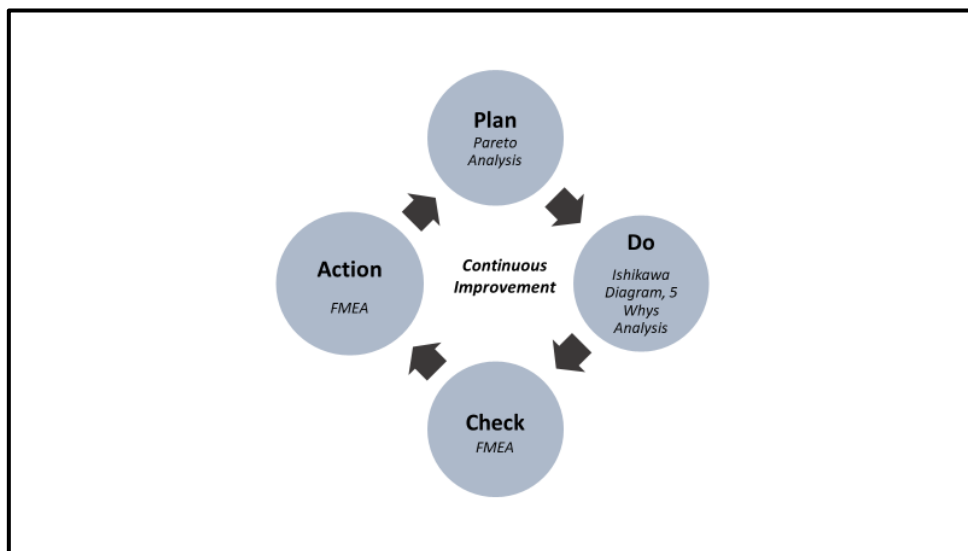 Plan
Pareto
Analysis
Do
Ishikawa
Diagram, 5
Whys
Analysis
Check
FMEA
Action
FMEA
Continuous
Improvement